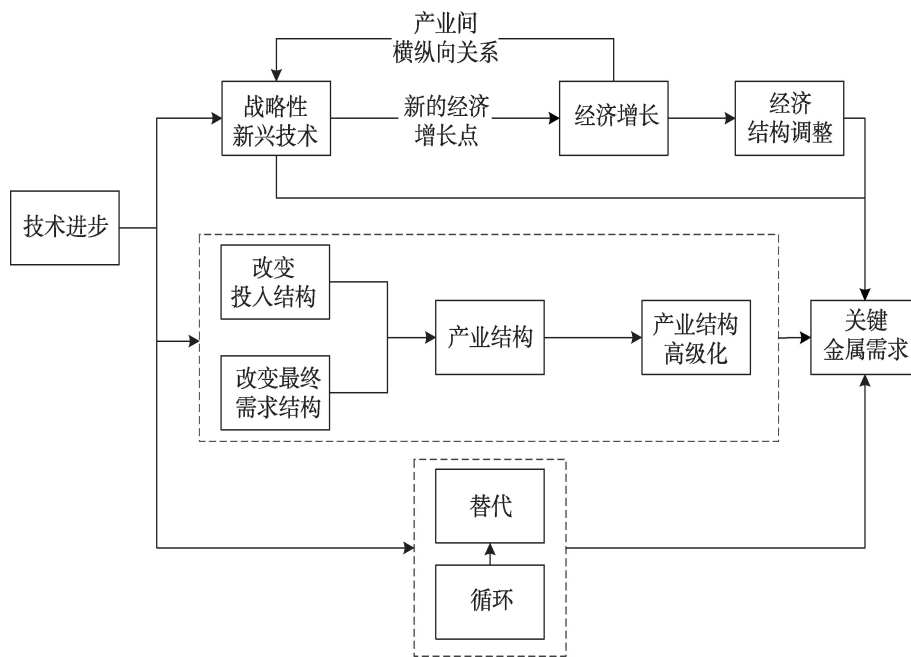 产业间
横纵向关系
战略性
新兴技术
新的经济
增长点
经济增长
经济
结构调整
技术进步
改变
投入结构
产业结构
产业结构
高级化
关键
金属需求
改变最终
需求结构
替代
循环